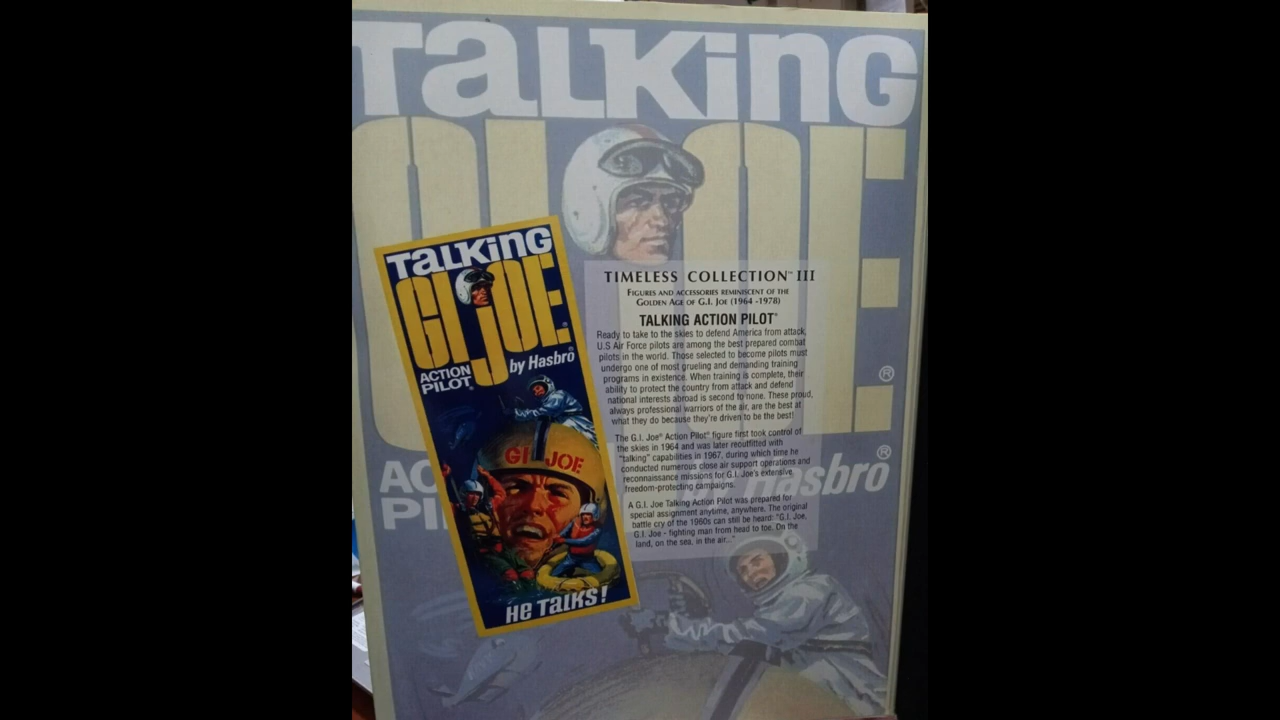 TALKING
GI JOE
®
ACTION
PILOT
by Hasbro
®
TALKING
GI JOE
®
by Hasbro
®
ACTION
PILOT
GI JOE
HE TALKS!
TIMELESS COLLECTION™ III
FIGURES AND ACCESSORIES REMINISCENT OF THE
GOLDEN AGE OF G.I. JOE (1964 -1978)
TALKING ACTION PILOT®
Ready to take to the skies to defend America from attack,
U.S Air Force pilots are among the best prepared combat
pilots in the world. Those selected to become pilots must
undergo one of most grueling and demanding training
programs in existence. When training is complete, their
ability to protect the country from attack and defend
national interests abroad is second to none. These proud,
always professional warriors of the air, are the best at
what they do because they're driven to be the best!
The G.I. Joe® Action Pilot® figure first took control of
the skies in 1964 and was later reoutfitted with
"talking" capabilities in 1967, during which time he
conducted numerous close air support operations and
reconnaissance missions for G.I. Joe's extensive
freedom-protecting campaigns.
A G.I. Joe Talking Action Pilot was prepared for
special assignment anytime, anywhere. The original
battle cry of the 1960s can still be heard: "G.I. Joe,
G.I. Joe - fighting man from head to toe. On the
land, on the sea, in the air..."